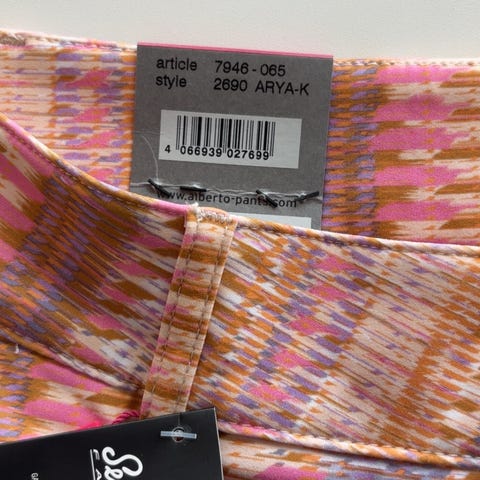 article 7946 - 065
style 2690 ARYA-K
4 066939 027699
www.alberto-pants.com